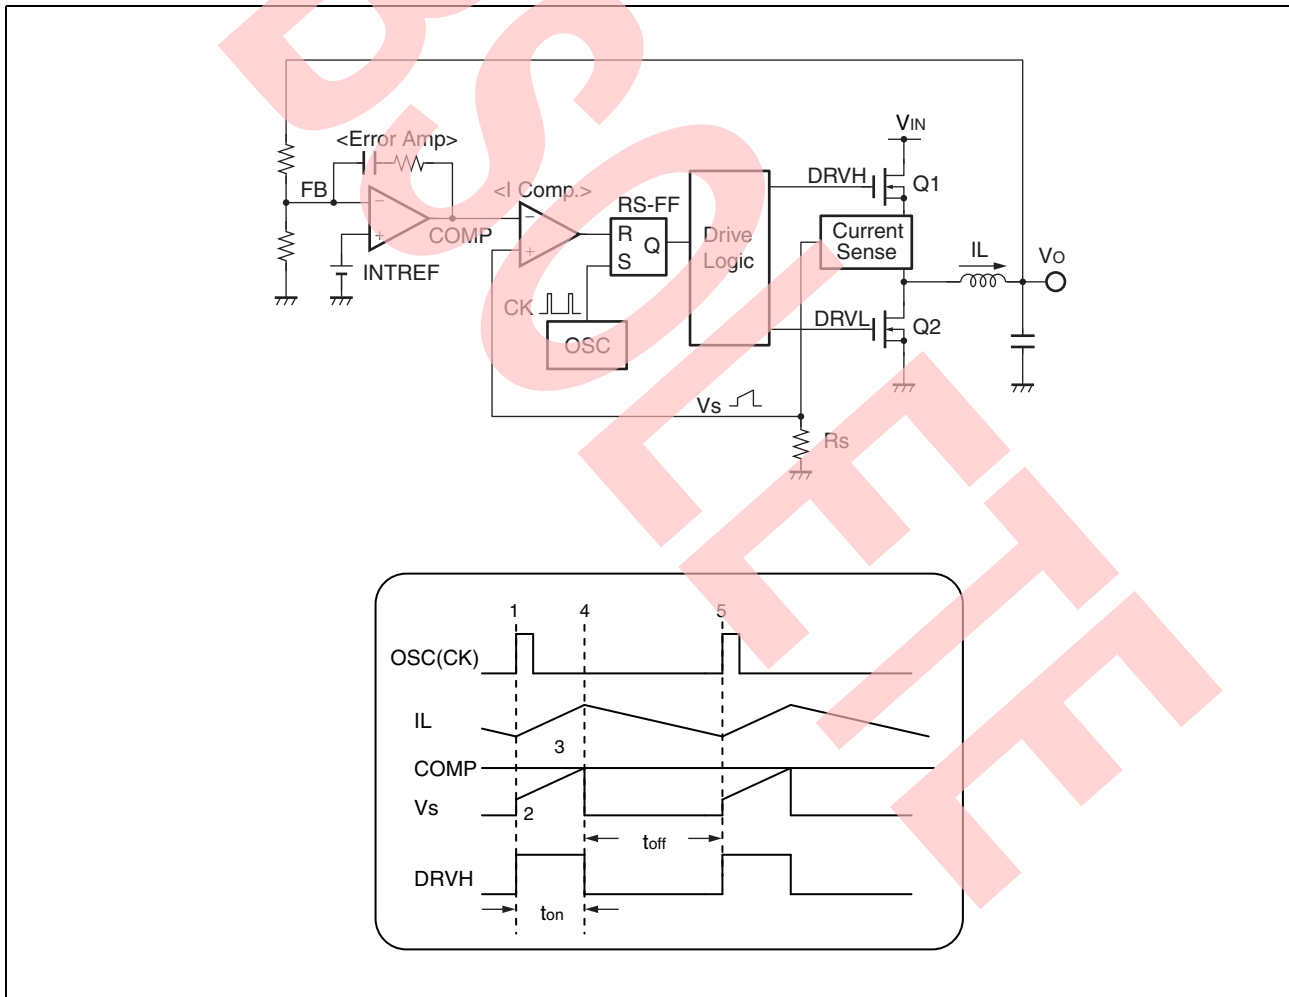 OBSOLETE
<Error Amp>
FB
−
+
COMP
INTREF
<I Comp.>
−
+
RS-FF
R
S
Q
CK
OSC
Drive
Logic
VIN
DRVH
Q1
Current
Sense
IL
VO
DRVL
Q2
Vs
Rs
1 4 5
OSC(CK)
IL
3
COMP
Vs
2
toff
DRVH
ton